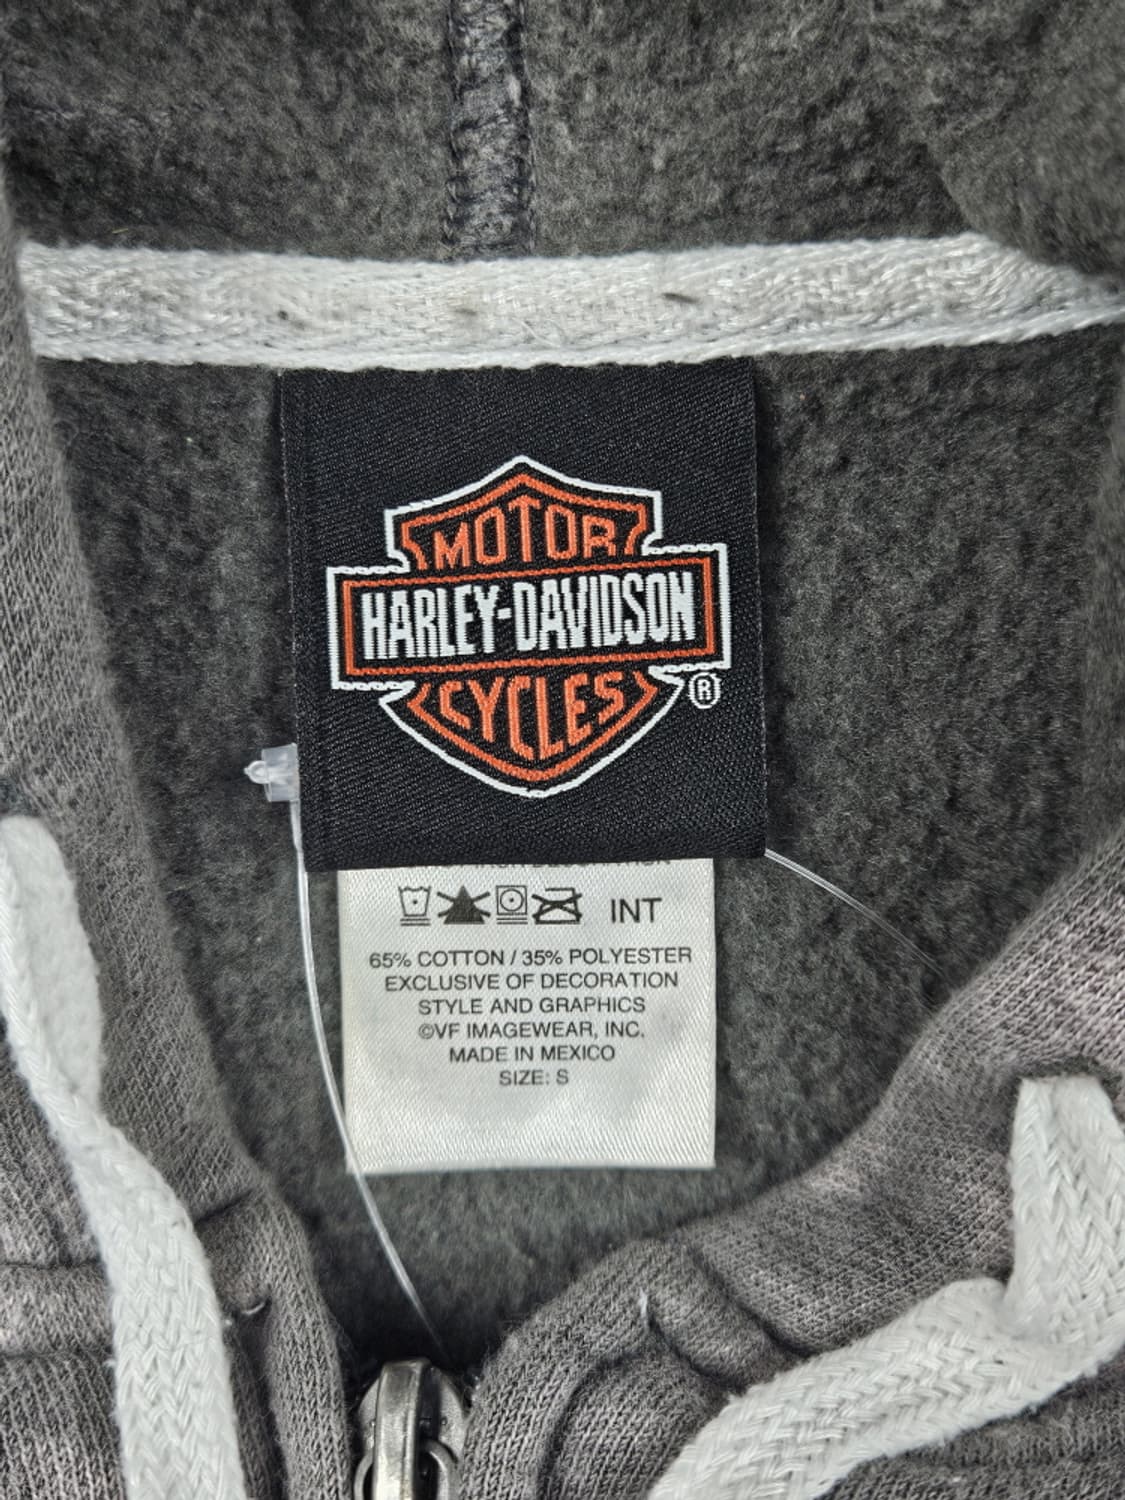 MOTOR
HARLEY-DAVIDSON
CYCLES
®
INT
65% COTTON / 35% POLYESTER
EXCLUSIVE OF DECORATION
STYLE AND GRAPHICS
©VF IMAGEWEAR, INC.
MADE IN MEXICO
SIZE: S